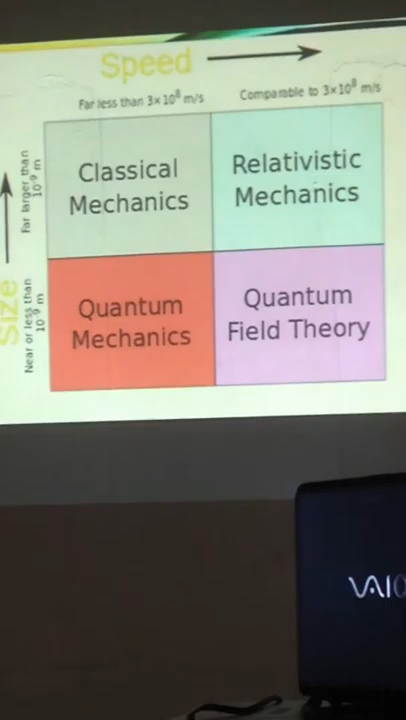 Speed
Far less than 3×10⁸ m/s
Comparable to 3×10⁸ m/s
Size
Far larger than
10⁻⁹ m
Near or less than
10⁻⁹ m
Classical
Mechanics
Relativistic
Mechanics
Quantum
Mechanics
Quantum
Field Theory
VAIO